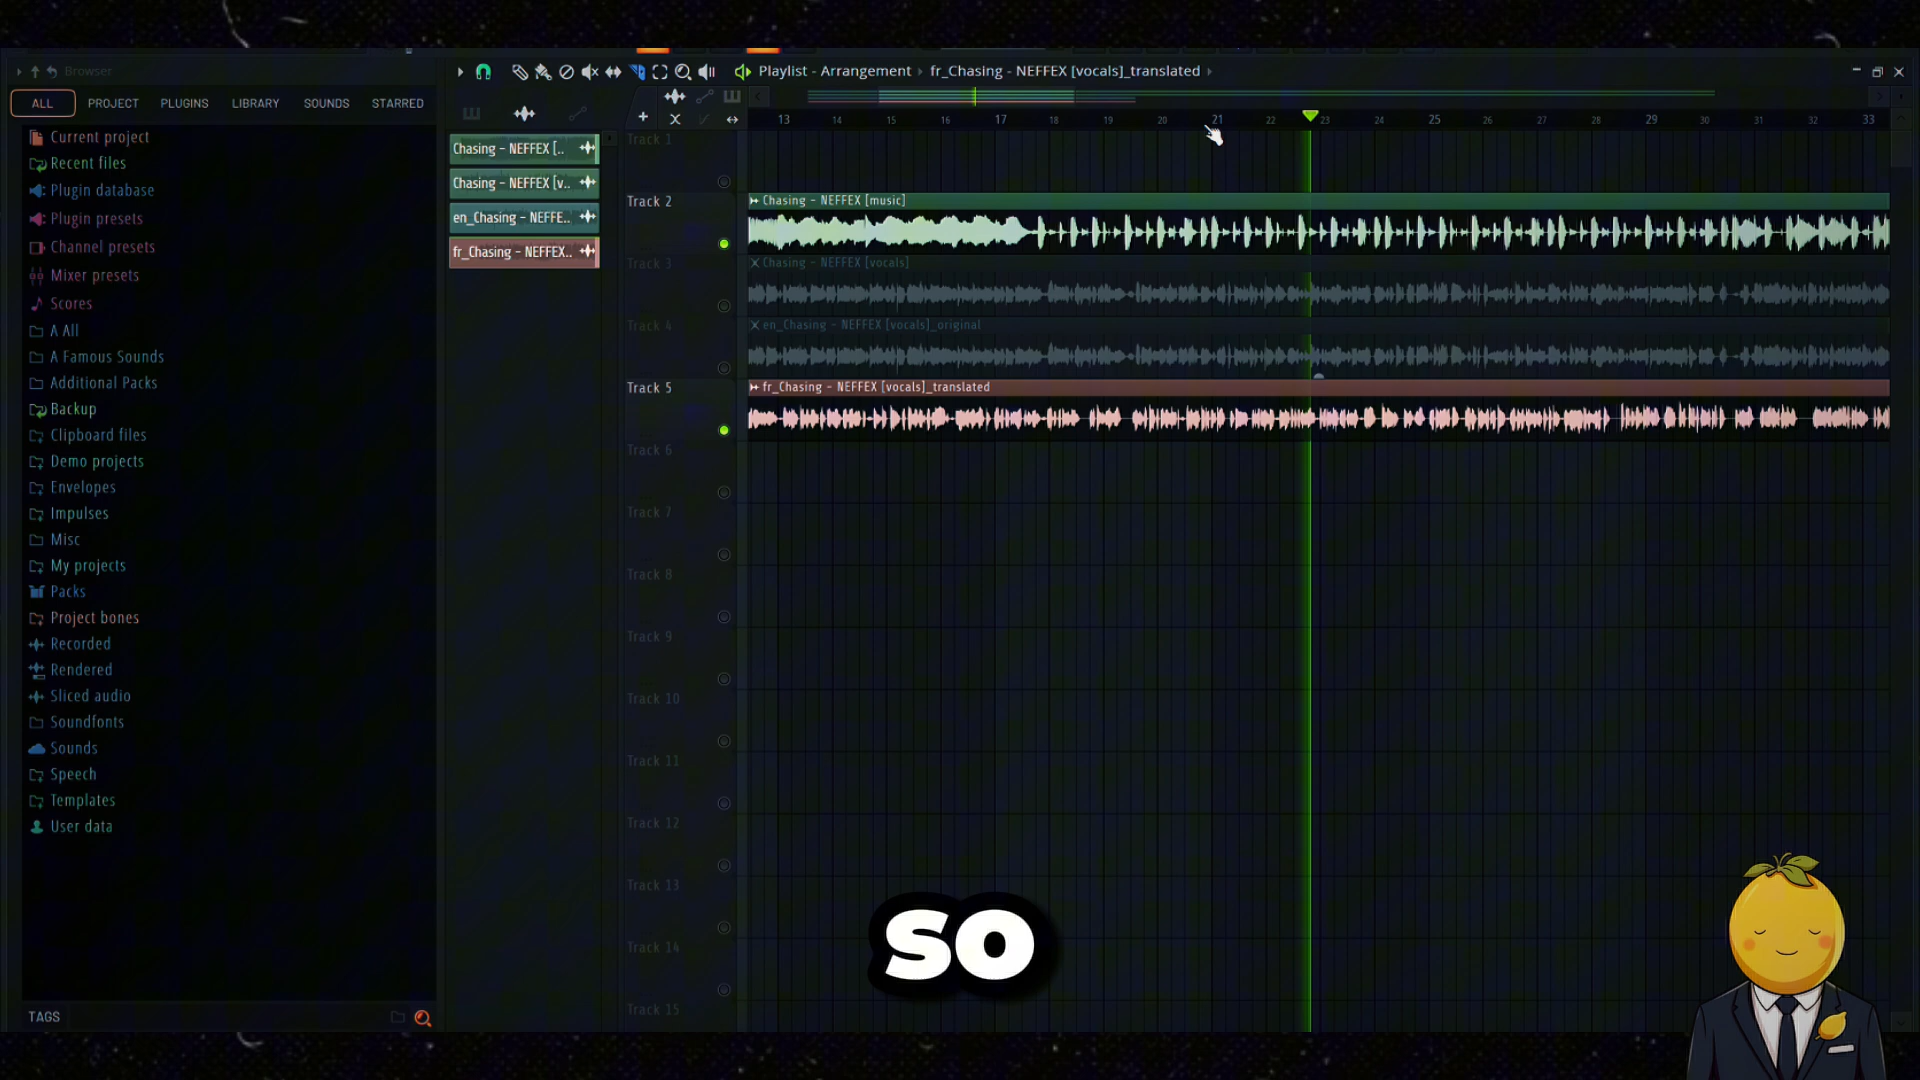 Browser
Playlist - Arrangement › fr_Chasing - NEFFEX [vocals]_translated ›
ALL PROJECT PLUGINS LIBRARY SOUNDS STARRED
13 14 15 16 17 18 19 20 21 22 23 24 25 26 27 28 29 30 31 32 33
Current project
Recent files
Plugin database
Plugin presets
Channel presets
Mixer presets
Scores
A All
A Famous Sounds
Additional Packs
Backup
Clipboard files
Demo projects
Envelopes
Impulses
Misc
My projects
Packs
Project bones
Recorded
Rendered
Sliced audio
Soundfonts
Sounds
Speech
Templates
User data
TAGS
Chasing - NEFFEX [..
Chasing - NEFFEX [v..
en_Chasing - NEFFE..
fr_Chasing - NEFFEX..
Track 1
Track 2
Chasing - NEFFEX [music]
Track 3
Chasing - NEFFEX [vocals]
Track 4
en_Chasing - NEFFEX [vocals]_original
Track 5
fr_Chasing - NEFFEX [vocals]_translated
Track 6
Track 7
Track 8
Track 9
Track 10
Track 11
Track 12
Track 13
Track 14
Track 15
SO